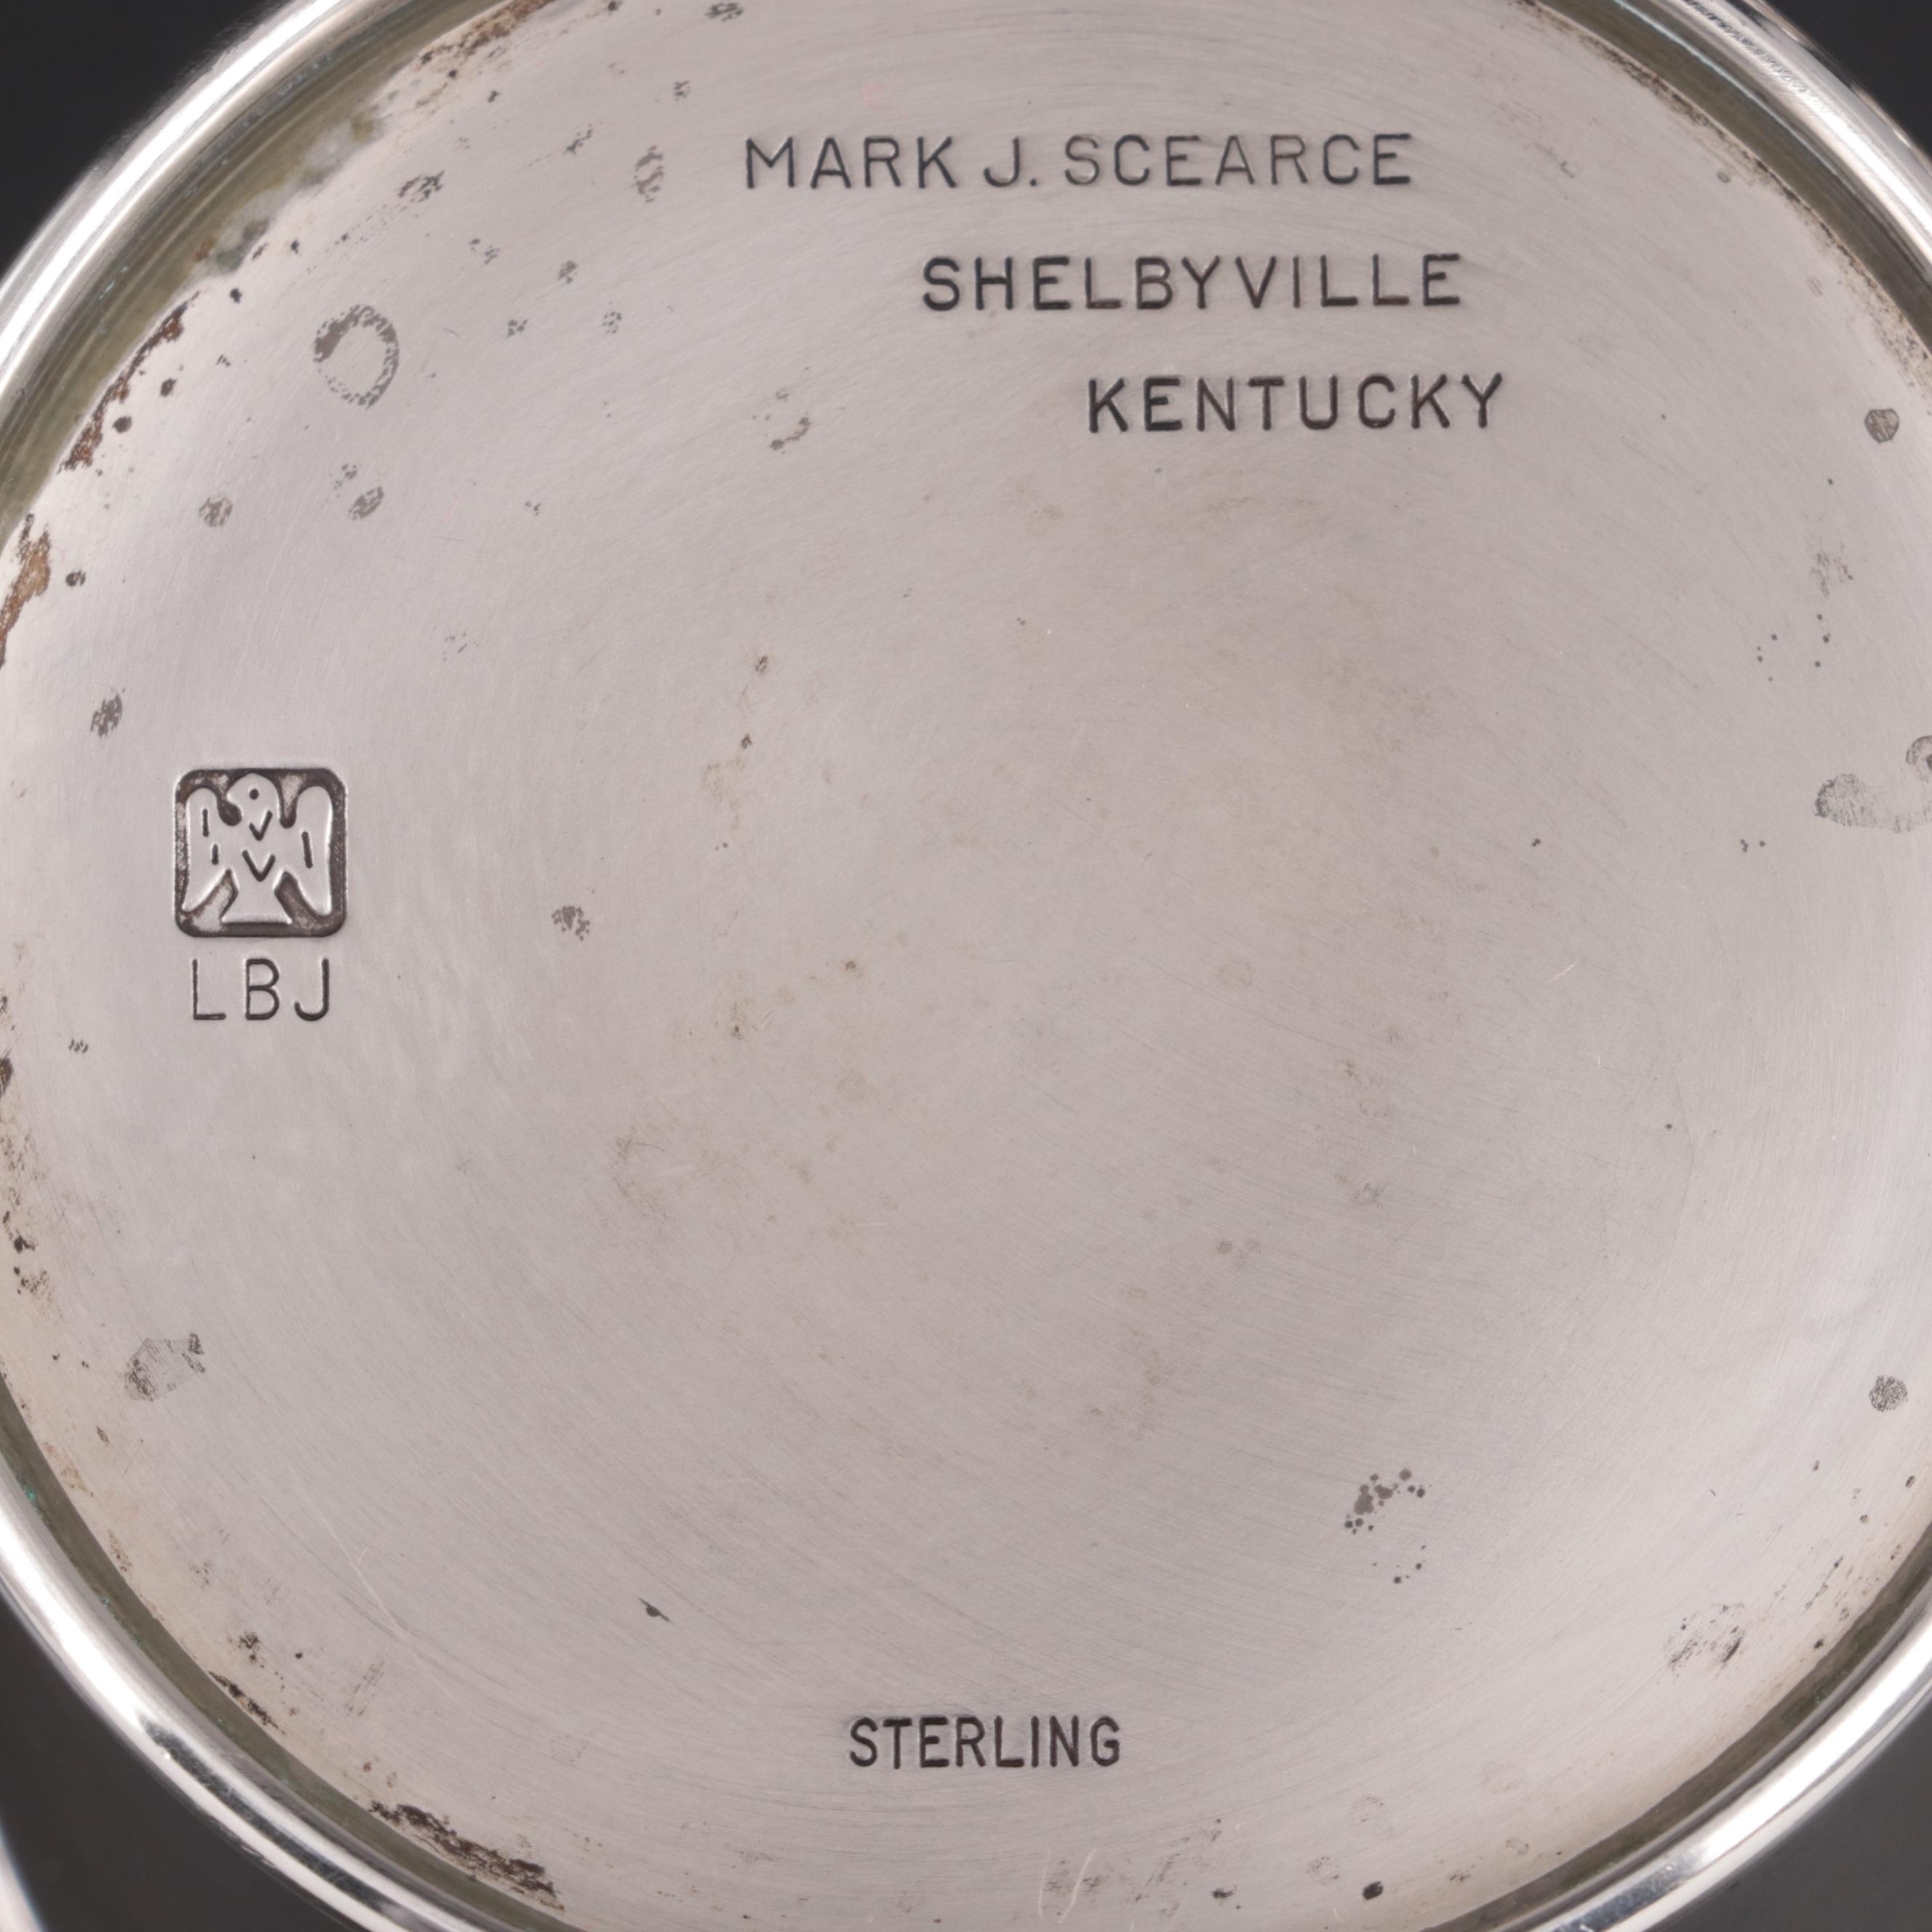 MARK J. SCEARCE
SHELBYVILLE
KENTUCKY
LBJ
STERLING